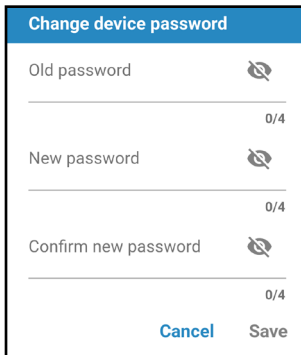 Change device password
Old password
0/4
New password
0/4
Confirm new password
0/4
Cancel Save